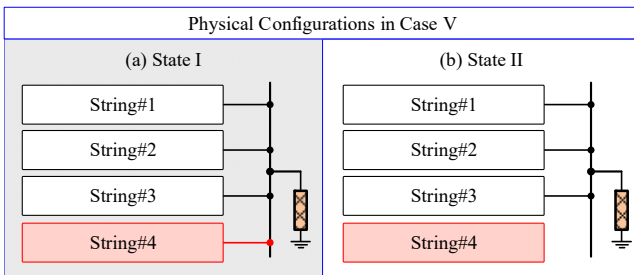 Physical Configurations in Case V
(a) State I
String#1
String#2
String#3
String#4
(b) State II
String#1
String#2
String#3
String#4